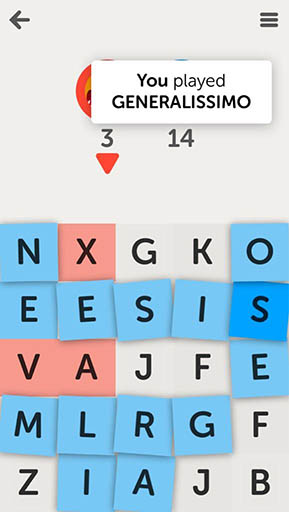 You played
GENERALISSIMO
3 14
N X G K O
E E S I S
V A J F E
M L R G F
Z I A J B